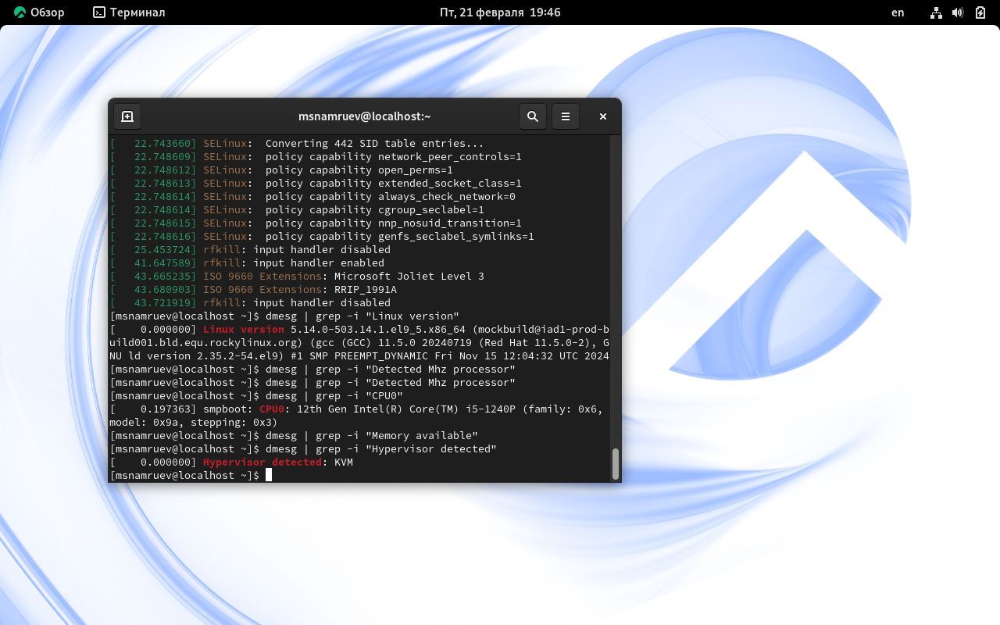 Обзор
Терминал
Пт, 21 февраля 19:46
en
msnamruev@localhost:~
[   22.743660] SELinux:  Converting 442 SID table entries...
[   22.748609] SELinux:  policy capability network_peer_controls=1
[   22.748612] SELinux:  policy capability open_perms=1
[   22.748613] SELinux:  policy capability extended_socket_class=1
[   22.748614] SELinux:  policy capability always_check_network=0
[   22.748614] SELinux:  policy capability cgroup_seclabel=1
[   22.748615] SELinux:  policy capability nnp_nosuid_transition=1
[   22.748616] SELinux:  policy capability genfs_seclabel_symlinks=1
[   25.453724] rfkill: input handler disabled
[   41.647589] rfkill: input handler enabled
[   43.665235] ISO 9660 Extensions: Microsoft Joliet Level 3
[   43.680903] ISO 9660 Extensions: RRIP_1991A
[   43.721919] rfkill: input handler disabled
[msnamruev@localhost ~]$ dmesg | grep -i "Linux version"
[    0.000000] Linux version 5.14.0-503.14.1.el9_5.x86_64 (mockbuild@iad1-prod-b
uild001.bld.equ.rockylinux.org) (gcc (GCC) 11.5.0 20240719 (Red Hat 11.5.0-2), G
NU ld version 2.35.2-54.el9) #1 SMP PREEMPT_DYNAMIC Fri Nov 15 12:04:32 UTC 2024
[msnamruev@localhost ~]$ dmesg | grep -i "Detected Mhz processor"
[msnamruev@localhost ~]$ dmesg | grep -i "Detected Mhz processor"
[msnamruev@localhost ~]$ dmesg | grep -i "CPU0"
[    0.197363] smpboot: CPU0: 12th Gen Intel(R) Core(TM) i5-1240P (family: 0x6,
model: 0x9a, stepping: 0x3)
[msnamruev@localhost ~]$ dmesg | grep -i "Memory available"
[msnamruev@localhost ~]$ dmesg | grep -i "Hypervisor detected"
[    0.000000] Hypervisor detected: KVM
[msnamruev@localhost ~]$